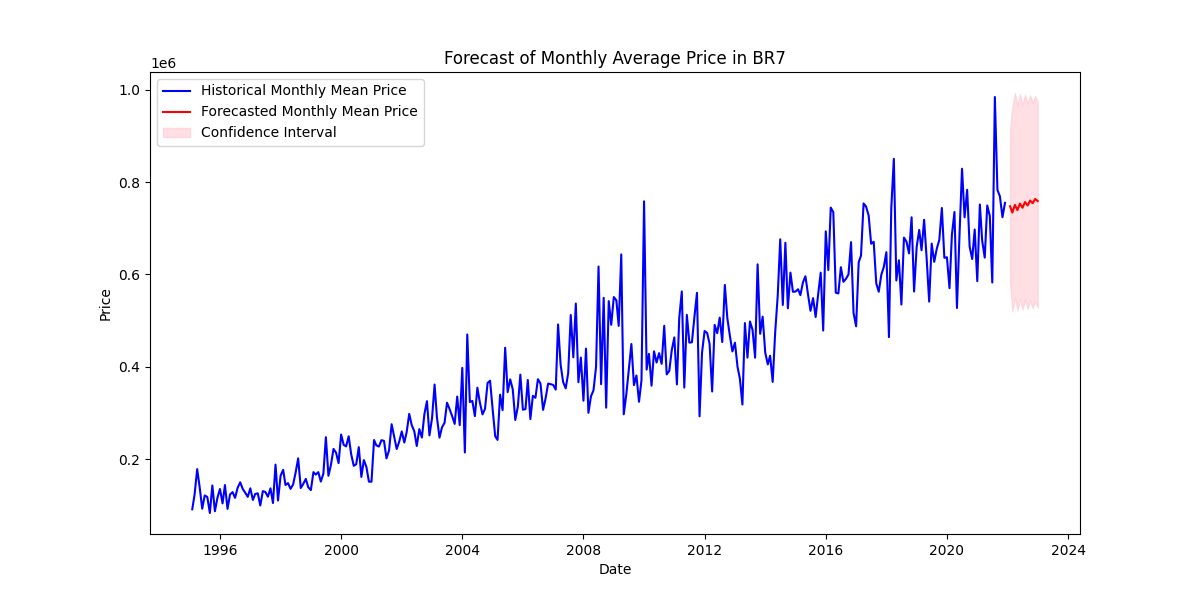 Forecast of Monthly Average Price in BR7
1e6
Historical Monthly Mean Price
Forecasted Monthly Mean Price
Confidence Interval
1.0
0.8
0.6
0.4
0.2
Price
1996 2000 2004 2008 2012 2016 2020 2024
Date